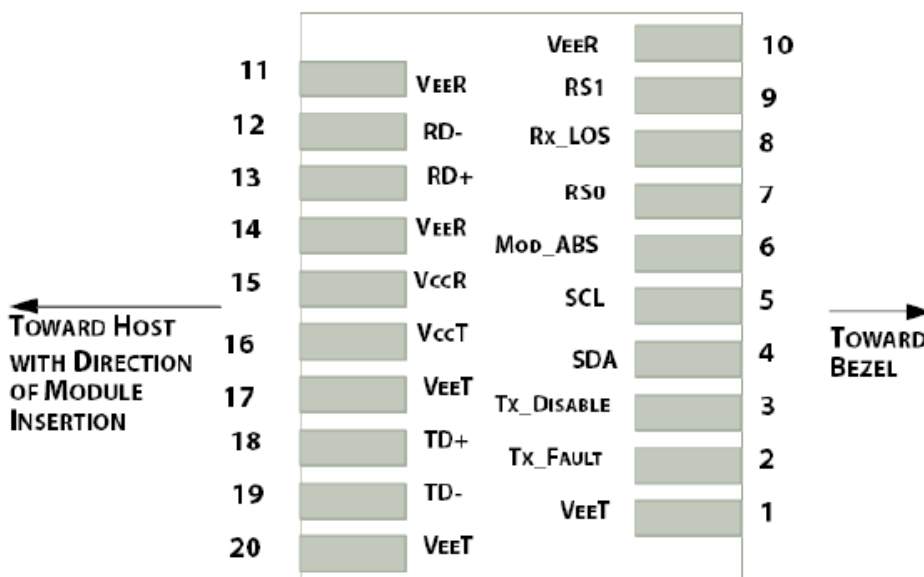 11 VEER
12 RD-
13 RD+
14 VEER
15 VccR
16 VccT
17 VEET
18 TD+
19 TD-
20 VEET
VEER 10
RS1 9
Rx_LOS 8
RS0 7
Mod_ABS 6
SCL 5
SDA 4
Tx_Disable 3
Tx_Fault 2
VEET 1
Toward Host
with Direction
of Module
Insertion
Toward
Bezel